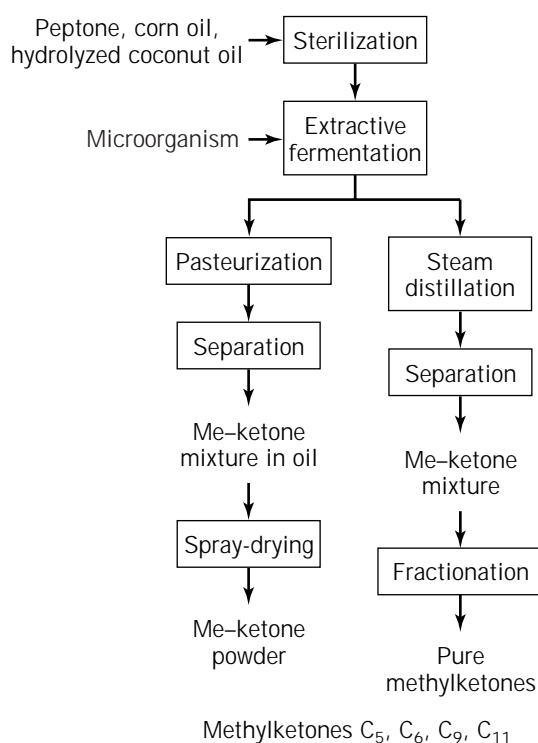 Peptone, corn oil,
hydrolyzed coconut oil
Sterilization
Microorganism
Extractive
fermentation
Pasteurization
Separation
Me–ketone
mixture in oil
Spray-drying
Me–ketone
powder
Steam
distillation
Separation
Me–ketone
mixture
Fractionation
Pure
methylketones
Methylketones C₅, C₆, C₉, C₁₁